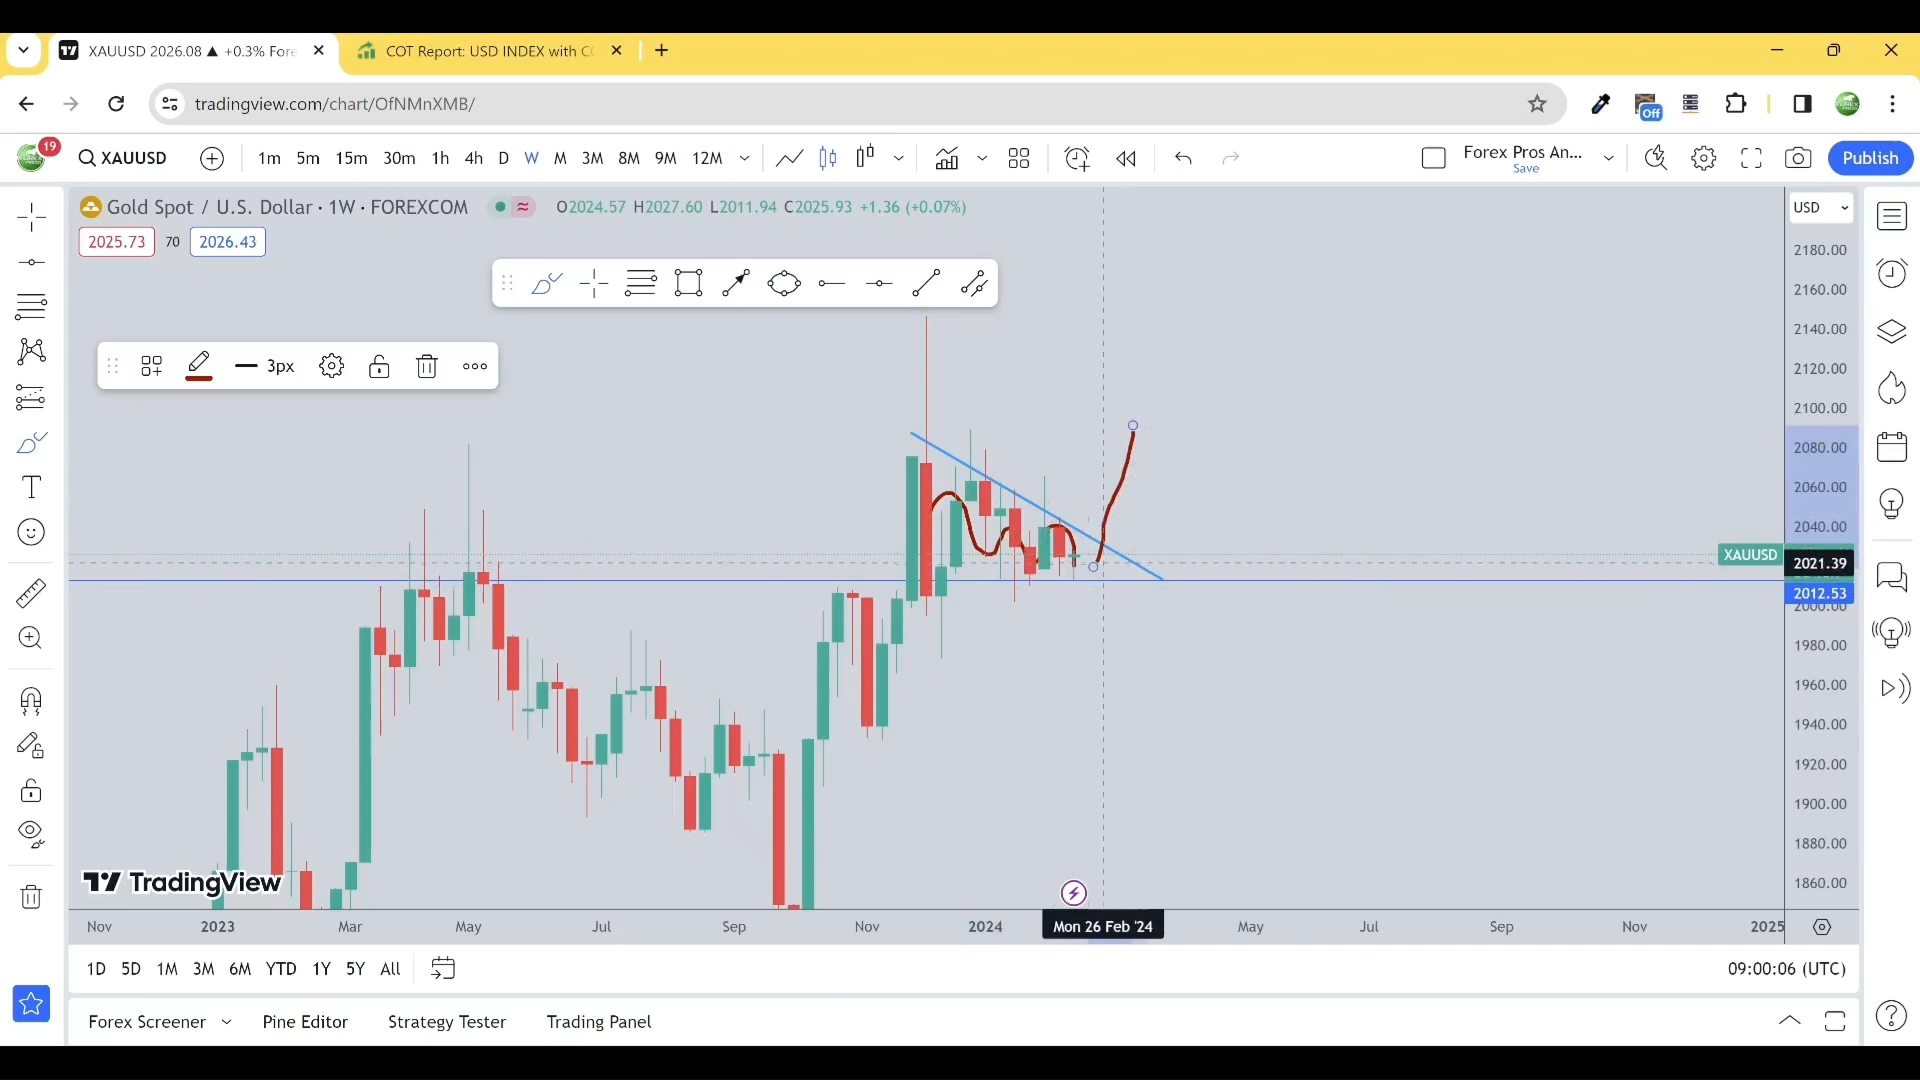 XAUUSD 2026.08 ▲ +0.3% Fore
COT Report: USD INDEX with CO
tradingview.com/chart/OfNMnXMB/
Off
19
XAUUSD
1m 5m 15m 30m 1h 4h D W M 3M 8M 9M 12M
Forex Pros An...
Save
Publish
Gold Spot / U.S. Dollar · 1W · FOREXCOM
O2024.57 H2027.60 L2011.94 C2025.93 +1.36 (+0.07%)
USD
2025.73 70 2026.43
2180.00
2160.00
2140.00
3px
2120.00
2100.00
2080.00
2060.00
2040.00
XAUUSD
2021.39
2012.53
2000.00
1980.00
1960.00
1940.00
1920.00
1900.00
1880.00
1860.00
TradingView
Nov 2023 Mar May Jul Sep Nov 2024 Mon 26 Feb '24 May Jul Sep Nov 2025
1D 5D 1M 3M 6M YTD 1Y 5Y All
09:00:06 (UTC)
Forex Screener Pine Editor Strategy Tester Trading Panel